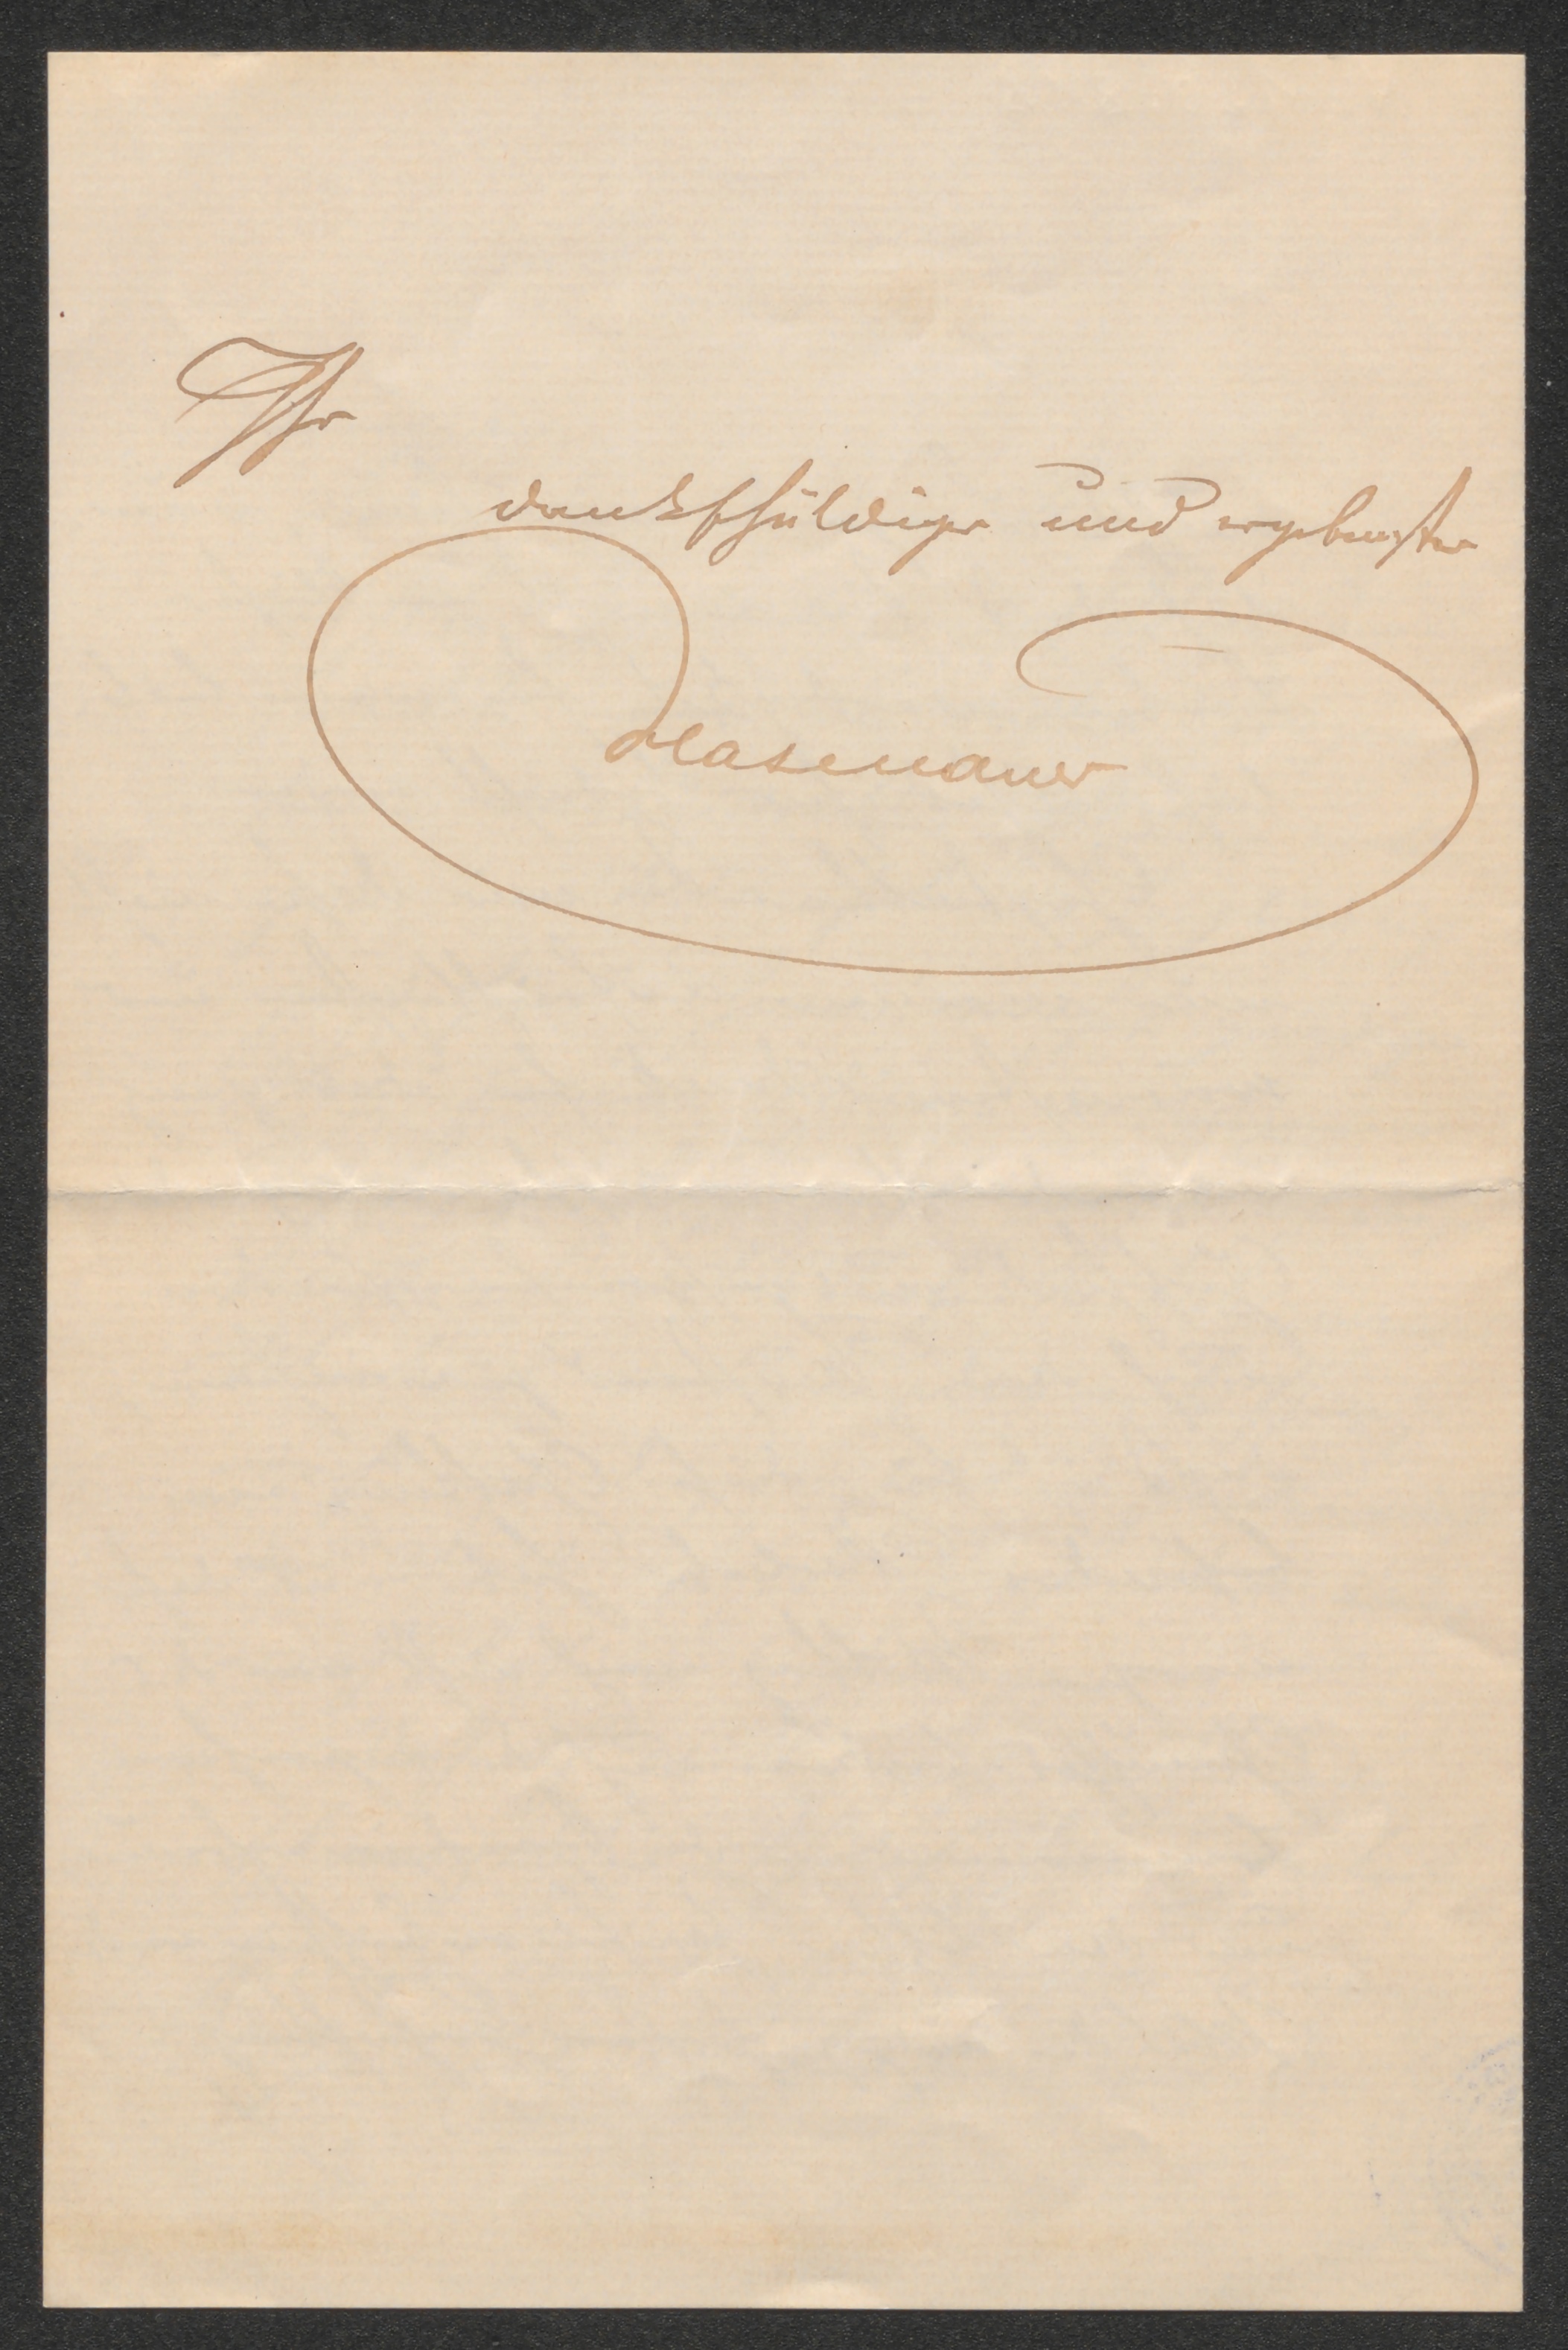 Ihr
dankschuldiger und ergebenster
Hasenauer